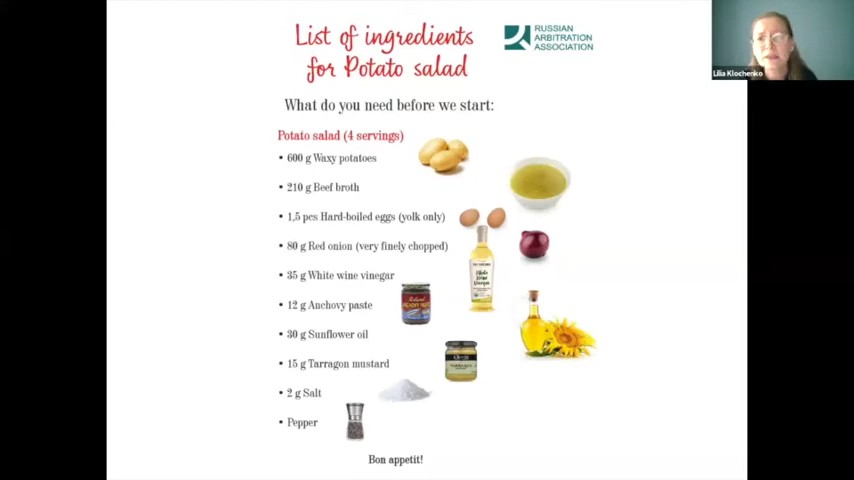 List of ingredients
for Potato salad
RUSSIAN
ARBITRATION
ASSOCIATION
Lilia Klochenko
What do you need before we start:
Potato salad (4 servings)
• 600 g Waxy potatoes
• 210 g Beef broth
• 1,5 pcs Hard-boiled eggs (yolk only)
• 80 g Red onion (very finely chopped)
• 35 g White wine vinegar
• 12 g Anchovy paste
• 30 g Sunflower oil
• 15 g Tarragon mustard
• 2 g Salt
• Pepper
Bon appetit!